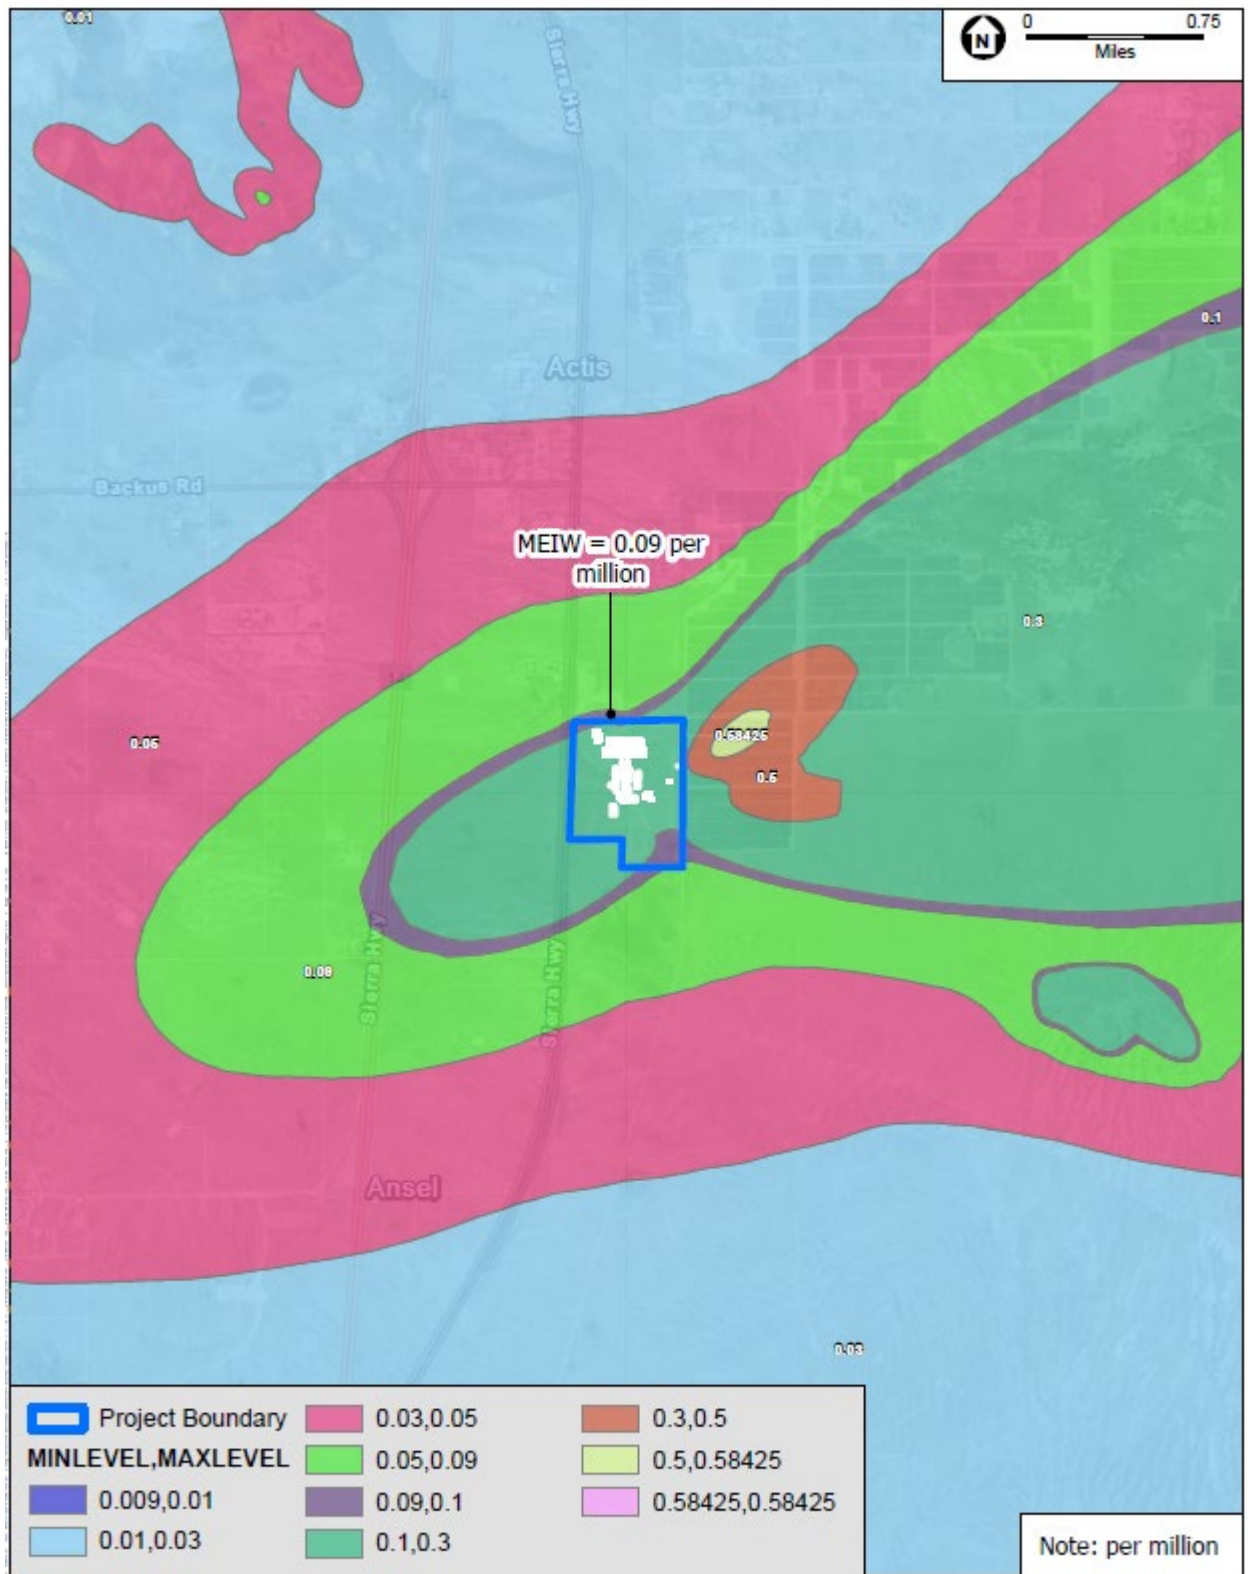 0.01
N
0
0.75
Miles
Sierra Hwy
14
0.1
Actis
Backus Rd
MEIW = 0.09 per
million
0.3
14
0.05
0.58425
0.5
0.09
Sierra Hwy
Sierra Hwy
Ansel
0.03
Project Boundary
MINLEVEL,MAXLEVEL
0.009,0.01
0.01,0.03
0.03,0.05
0.05,0.09
0.09,0.1
0.1,0.3
0.3,0.5
0.5,0.58425
0.58425,0.58425
Note: per million